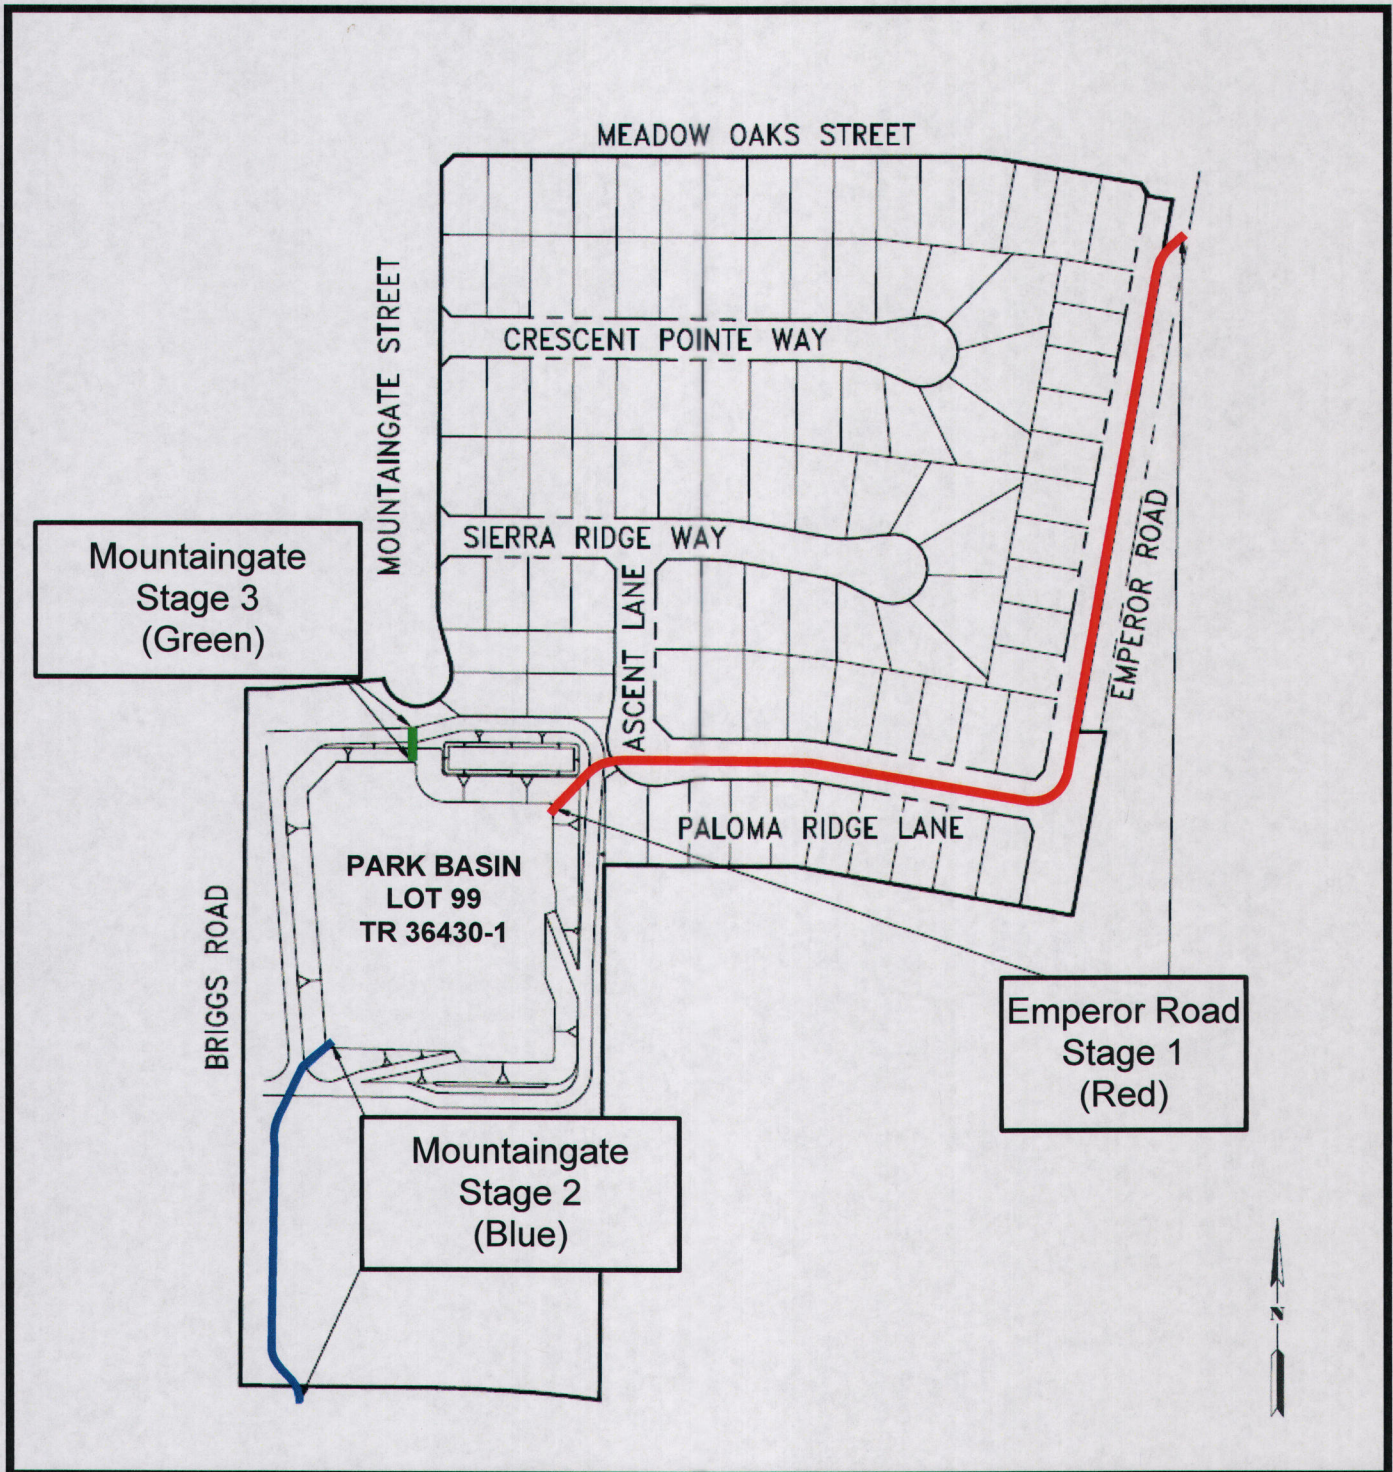 MEADOW OAKS STREET
MOUNTAINGATE STREET
CRESCENT POINTE WAY
SIERRA RIDGE WAY
ASCENT LANE
EMPEROR ROAD
Mountaingate
Stage 3
(Green)
PALOMA RIDGE LANE
PARK BASIN
LOT 99
TR 36430-1
BRIGGS ROAD
Emperor Road
Stage 1
(Red)
Mountaingate
Stage 2
(Blue)
N